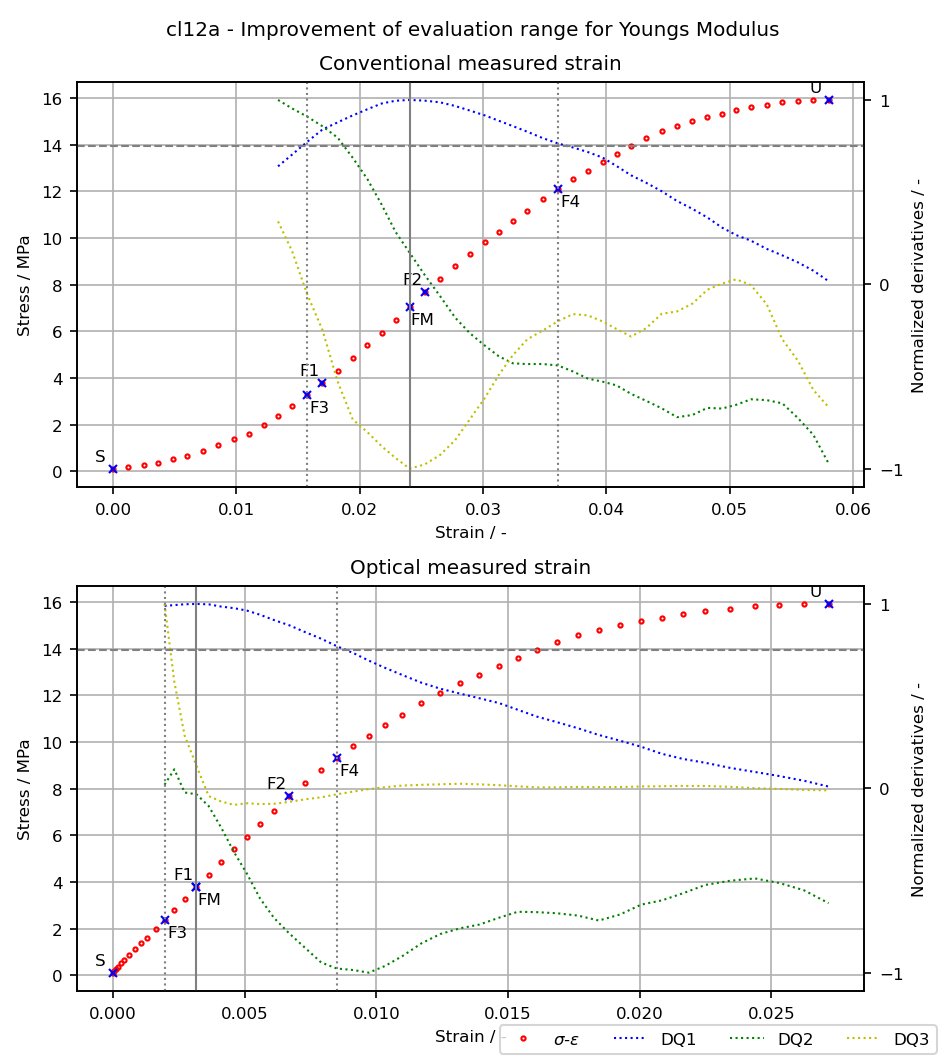 cl12a - Improvement of evaluation range for Youngs Modulus
Conventional measured strain
16
14
12
10
8
6
4
2
0
Stress / MPa
S
F1
F3
F2
FM
F4
U
1
0
−1
Normalized derivatives / -
0.00 0.01 0.02 0.03 0.04 0.05 0.06
Strain / -
Optical measured strain
16
14
12
10
8
6
4
2
0
Stress / MPa
S
F1
F3
FM
F2
F4
U
1
0
−1
Normalized derivatives / -
0.000 0.005 0.010 0.015 0.020 0.025
Strain / -
σ-ε DQ1 DQ2 DQ3